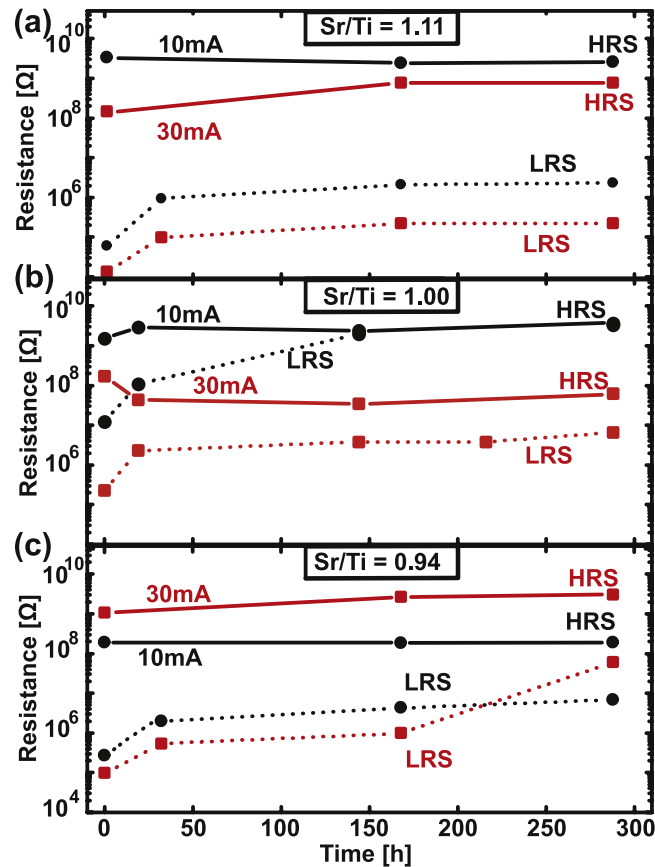 (a)
Sr/Ti = 1.11
10mA
HRS
30mA
HRS
LRS
LRS
Resistance [Ω]
10^10
10^8
10^6
(b)
Sr/Ti = 1.00
10mA
HRS
LRS
30mA
HRS
LRS
Resistance [Ω]
10^10
10^8
10^6
(c)
Sr/Ti = 0.94
30mA
HRS
10mA
HRS
LRS
LRS
Resistance [Ω]
10^10
10^8
10^6
10^4
0 50 100 150 200 250 300
Time [h]